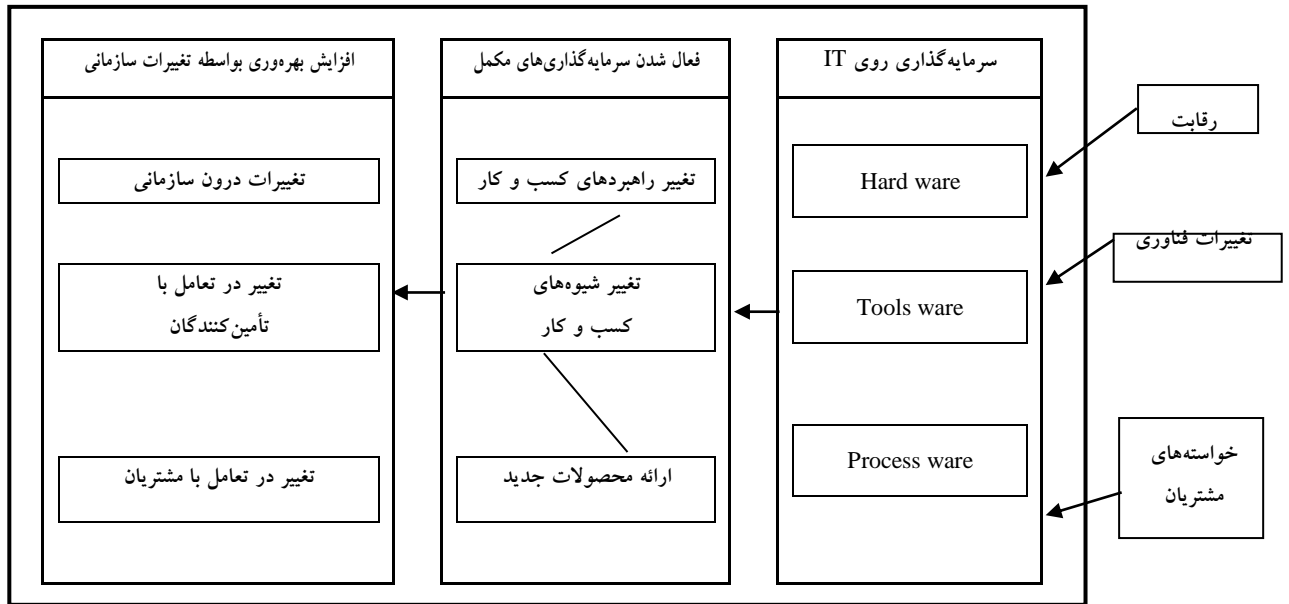 سرمایه‌گذاری روی IT
Hard ware
Tools ware
Process ware
فعال شدن سرمایه‌گذاری‌های مکمل
تغییر راهبردهای کسب و کار
تغییر شیوه‌های
کسب و کار
ارائه محصولات جدید
افزایش بهره‌وری بواسطه تغییرات سازمانی
تغییرات درون سازمانی
تغییر در تعامل با
تأمین‌کنندگان
تغییر در تعامل با مشتریان
رقابت
تغییرات فناوری
خواسته‌های
مشتریان